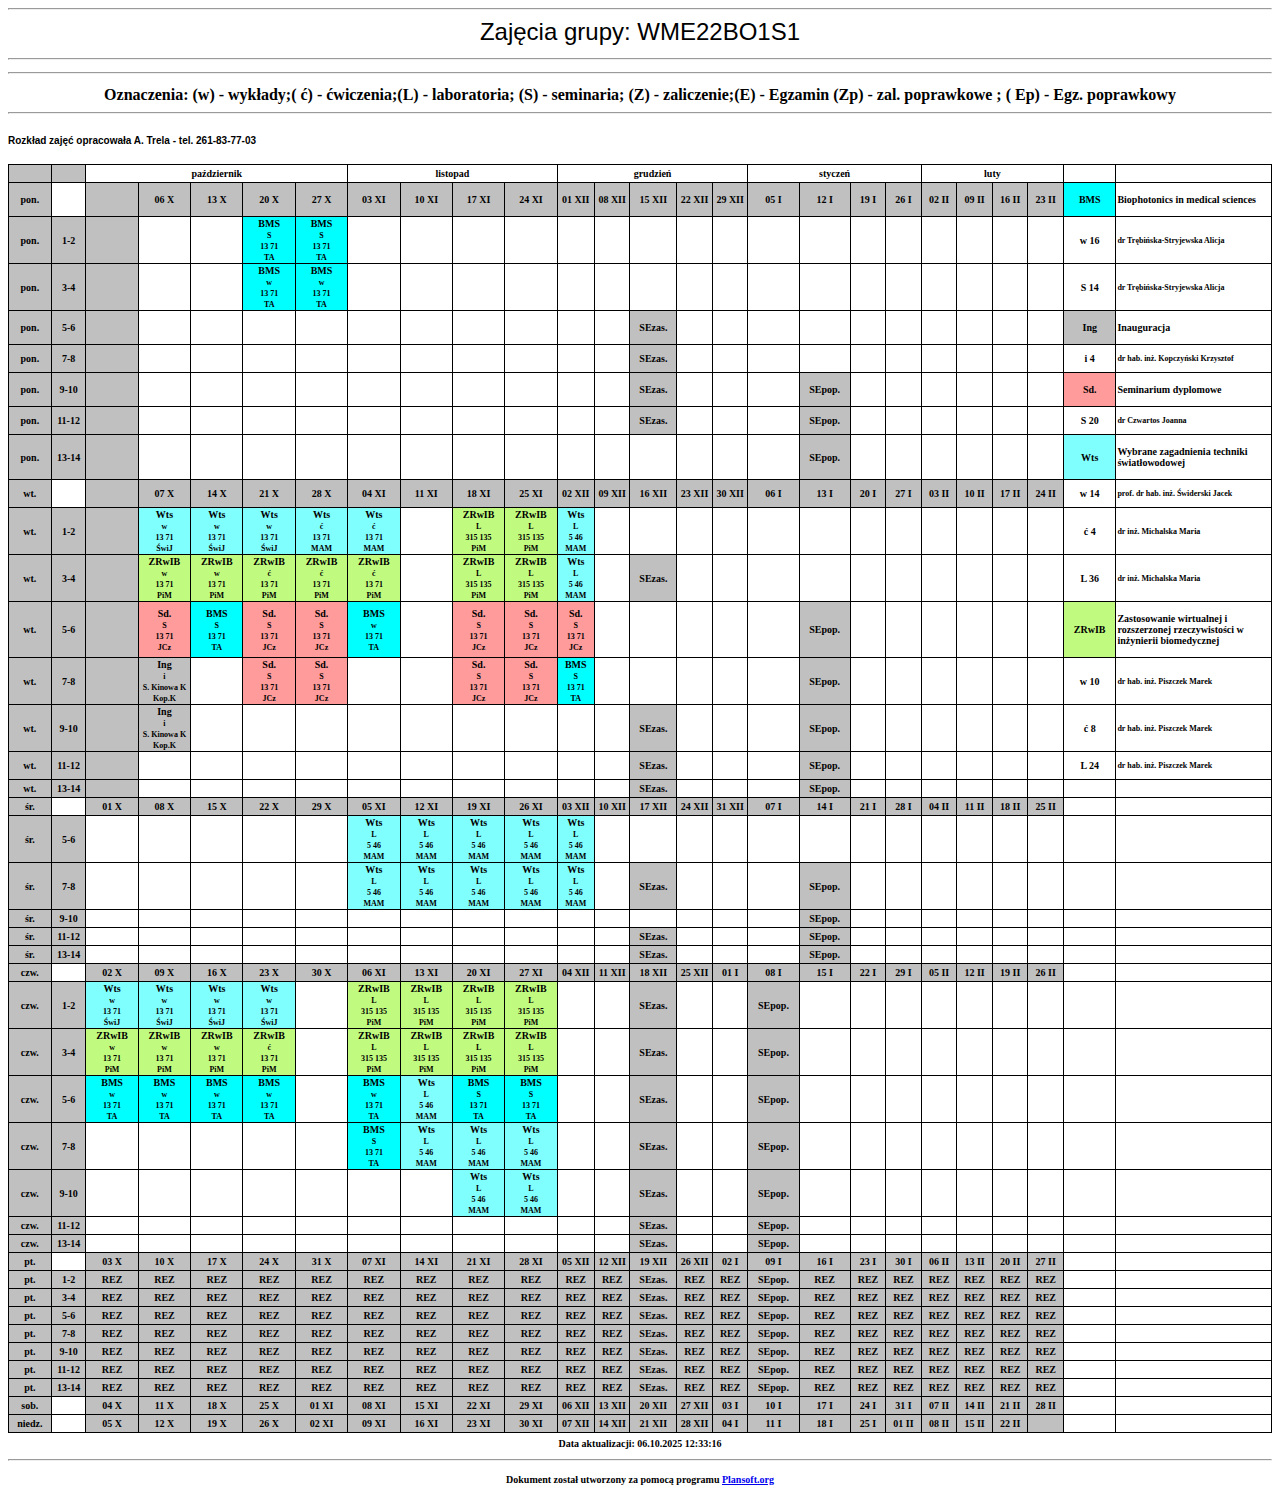 Zajęcia grupy: WME22BO1S1
Oznaczenia: (w) - wykłady;( ć) - ćwiczenia;(L) - laboratoria; (S) - seminaria; (Z) - zaliczenie;(E) - Egzamin (Zp) - zal. poprawkowe ; ( Ep) - Egz. poprawkowy
Rozkład zajęć opracowała A. Trela - tel. 261-83-77-03
październik listopad grudzień styczeń luty
pon. 06 X 13 X 20 X 27 X 03 XI 10 XI 17 XI 24 XI 01 XII 08 XII 15 XII 22 XII 29 XII 05 I 12 I 19 I 26 I 02 II 09 II 16 II 23 II BMS Biophotonics in medical sciences
BMS BMS
S S
pon. 1-2 w 16 dr Trębińska-Stryjewska Alicja
13 71 13 71
TA TA
BMS BMS
w w
pon. 3-4 S 14 dr Trębińska-Stryjewska Alicja
13 71 13 71
TA TA
pon. 5-6 SEzas. Ing Inauguracja
pon. 7-8 SEzas. i 4 dr hab. inż. Kopczyński Krzysztof
pon. 9-10 SEzas. SEpop. Sd. Seminarium dyplomowe
pon. 11-12 SEzas. SEpop. S 20 dr Czwartos Joanna
pon. 13-14 SEpop. Wts Wybrane zagadnienia techniki
światłowodowej
wt. 07 X 14 X 21 X 28 X 04 XI 11 XI 18 XI 25 XI 02 XII 09 XII 16 XII 23 XII 30 XII 06 I 13 I 20 I 27 I 03 II 10 II 17 II 24 II w 14 prof. dr hab. inż. Świderski Jacek
Wts Wts Wts Wts Wts ZRwIB ZRwIB Wts
w w w ć ć L L L
wt. 1-2 ć 4 dr inż. Michalska Maria
13 71 13 71 13 71 13 71 13 71 315 135 315 135 5 46
ŚwiJ ŚwiJ ŚwiJ MAM MAM PiM PiM MAM
ZRwIB ZRwIB ZRwIB ZRwIB ZRwIB ZRwIB ZRwIB Wts
w w ć ć ć L L L
wt. 3-4 SEzas. L 36 dr inż. Michalska Maria
13 71 13 71 13 71 13 71 13 71 315 135 315 135 5 46
PiM PiM PiM PiM PiM PiM PiM MAM
Sd. BMS Sd. Sd. BMS Sd. Sd. Sd.
S S S S w S S S
wt. 5-6 SEpop. ZRwIB Zastosowanie wirtualnej i
rozszerzonej rzeczywistości w
inżynierii biomedycznej
13 71 13 71 13 71 13 71 13 71 13 71 13 71 13 71
JCz TA JCz JCz TA JCz JCz JCz
Ing Sd. Sd. Sd. Sd. BMS
i S S S S S
wt. 7-8 SEpop. w 10 dr hab. inż. Piszczek Marek
S. Kinowa K 13 71 13 71 13 71 13 71 13 71
Kop.K JCz JCz JCz JCz TA
Ing
i
wt. 9-10 SEzas. SEpop. ć 8 dr hab. inż. Piszczek Marek
S. Kinowa K
Kop.K
wt. 11-12 SEzas. SEpop. L 24 dr hab. inż. Piszczek Marek
wt. 13-14 SEzas. SEpop.
śr. 01 X 08 X 15 X 22 X 29 X 05 XI 12 XI 19 XI 26 XI 03 XII 10 XII 17 XII 24 XII 31 XII 07 I 14 I 21 I 28 I 04 II 11 II 18 II 25 II
Wts Wts Wts Wts Wts
L L L L L
śr. 5-6
5 46 5 46 5 46 5 46 5 46
MAM MAM MAM MAM MAM
Wts Wts Wts Wts Wts
L L L L L
śr. 7-8 SEzas. SEpop.
5 46 5 46 5 46 5 46 5 46
MAM MAM MAM MAM MAM
śr. 9-10 SEpop.
śr. 11-12 SEzas. SEpop.
śr. 13-14 SEzas. SEpop.
czw. 02 X 09 X 16 X 23 X 30 X 06 XI 13 XI 20 XI 27 XI 04 XII 11 XII 18 XII 25 XII 01 I 08 I 15 I 22 I 29 I 05 II 12 II 19 II 26 II
Wts Wts Wts Wts ZRwIB ZRwIB ZRwIB ZRwIB
w w w w L L L L
czw. 1-2 SEzas. SEpop.
13 71 13 71 13 71 13 71 315 135 315 135 315 135 315 135
ŚwiJ ŚwiJ ŚwiJ ŚwiJ PiM PiM PiM PiM
ZRwIB ZRwIB ZRwIB ZRwIB ZRwIB ZRwIB ZRwIB ZRwIB
w w w ć L L L L
czw. 3-4 SEzas. SEpop.
13 71 13 71 13 71 13 71 315 135 315 135 315 135 315 135
PiM PiM PiM PiM PiM PiM PiM PiM
BMS BMS BMS BMS BMS Wts BMS BMS
w w w w w L S S
czw. 5-6 SEzas. SEpop.
13 71 13 71 13 71 13 71 13 71 5 46 13 71 13 71
TA TA TA TA TA MAM TA TA
BMS Wts Wts Wts
S L L L
czw. 7-8 SEzas. SEpop.
13 71 5 46 5 46 5 46
TA MAM MAM MAM
Wts Wts
L L
czw. 9-10 SEzas. SEpop.
5 46 5 46
MAM MAM
czw. 11-12 SEzas. SEpop.
czw. 13-14 SEzas. SEpop.
pt. 03 X 10 X 17 X 24 X 31 X 07 XI 14 XI 21 XI 28 XI 05 XII 12 XII 19 XII 26 XII 02 I 09 I 16 I 23 I 30 I 06 II 13 II 20 II 27 II
pt. 1-2 REZ REZ REZ REZ REZ REZ REZ REZ REZ REZ REZ SEzas. REZ REZ SEpop. REZ REZ REZ REZ REZ REZ REZ
pt. 3-4 REZ REZ REZ REZ REZ REZ REZ REZ REZ REZ REZ SEzas. REZ REZ SEpop. REZ REZ REZ REZ REZ REZ REZ
pt. 5-6 REZ REZ REZ REZ REZ REZ REZ REZ REZ REZ REZ SEzas. REZ REZ SEpop. REZ REZ REZ REZ REZ REZ REZ
pt. 7-8 REZ REZ REZ REZ REZ REZ REZ REZ REZ REZ REZ SEzas. REZ REZ SEpop. REZ REZ REZ REZ REZ REZ REZ
pt. 9-10 REZ REZ REZ REZ REZ REZ REZ REZ REZ REZ REZ SEzas. REZ REZ SEpop. REZ REZ REZ REZ REZ REZ REZ
pt. 11-12 REZ REZ REZ REZ REZ REZ REZ REZ REZ REZ REZ SEzas. REZ REZ SEpop. REZ REZ REZ REZ REZ REZ REZ
pt. 13-14 REZ REZ REZ REZ REZ REZ REZ REZ REZ REZ REZ SEzas. REZ REZ SEpop. REZ REZ REZ REZ REZ REZ REZ
sob. 04 X 11 X 18 X 25 X 01 XI 08 XI 15 XI 22 XI 29 XI 06 XII 13 XII 20 XII 27 XII 03 I 10 I 17 I 24 I 31 I 07 II 14 II 21 II 28 II
niedz. 05 X 12 X 19 X 26 X 02 XI 09 XI 16 XI 23 XI 30 XI 07 XII 14 XII 21 XII 28 XII 04 I 11 I 18 I 25 I 01 II 08 II 15 II 22 II
Data aktualizacji: 06.10.2025 12:33:16
Dokument został utworzony za pomocą programu Plansoft.org